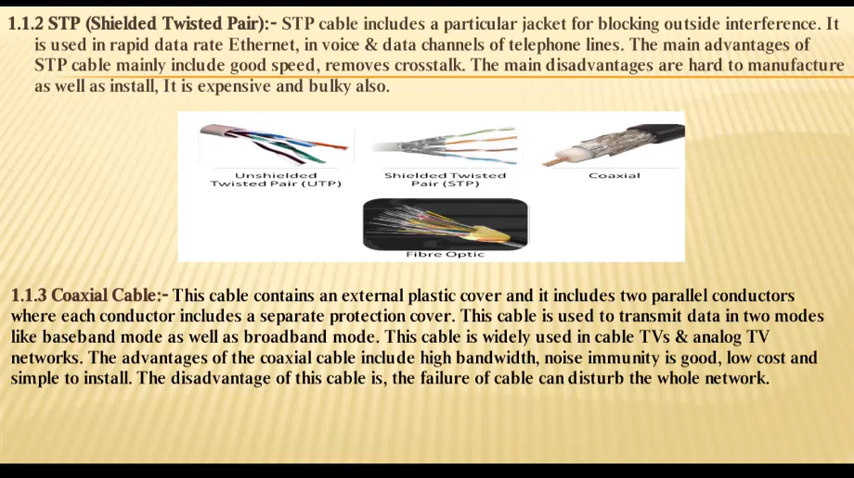 1.1.2 STP (Shielded Twisted Pair):- STP cable includes a particular jacket for blocking outside interference. It
is used in rapid data rate Ethernet, in voice & data channels of telephone lines. The main advantages of
STP cable mainly include good speed, removes crosstalk. The main disadvantages are hard to manufacture
as well as install, It is expensive and bulky also.
Unshielded
Twisted Pair (UTP)
Shielded Twisted
Pair (STP)
Coaxial
Fibre Optic
1.1.3 Coaxial Cable:- This cable contains an external plastic cover and it includes two parallel conductors
where each conductor includes a separate protection cover. This cable is used to transmit data in two modes
like baseband mode as well as broadband mode. This cable is widely used in cable TVs & analog TV
networks. The advantages of the coaxial cable include high bandwidth, noise immunity is good, low cost and
simple to install. The disadvantage of this cable is, the failure of cable can disturb the whole network.